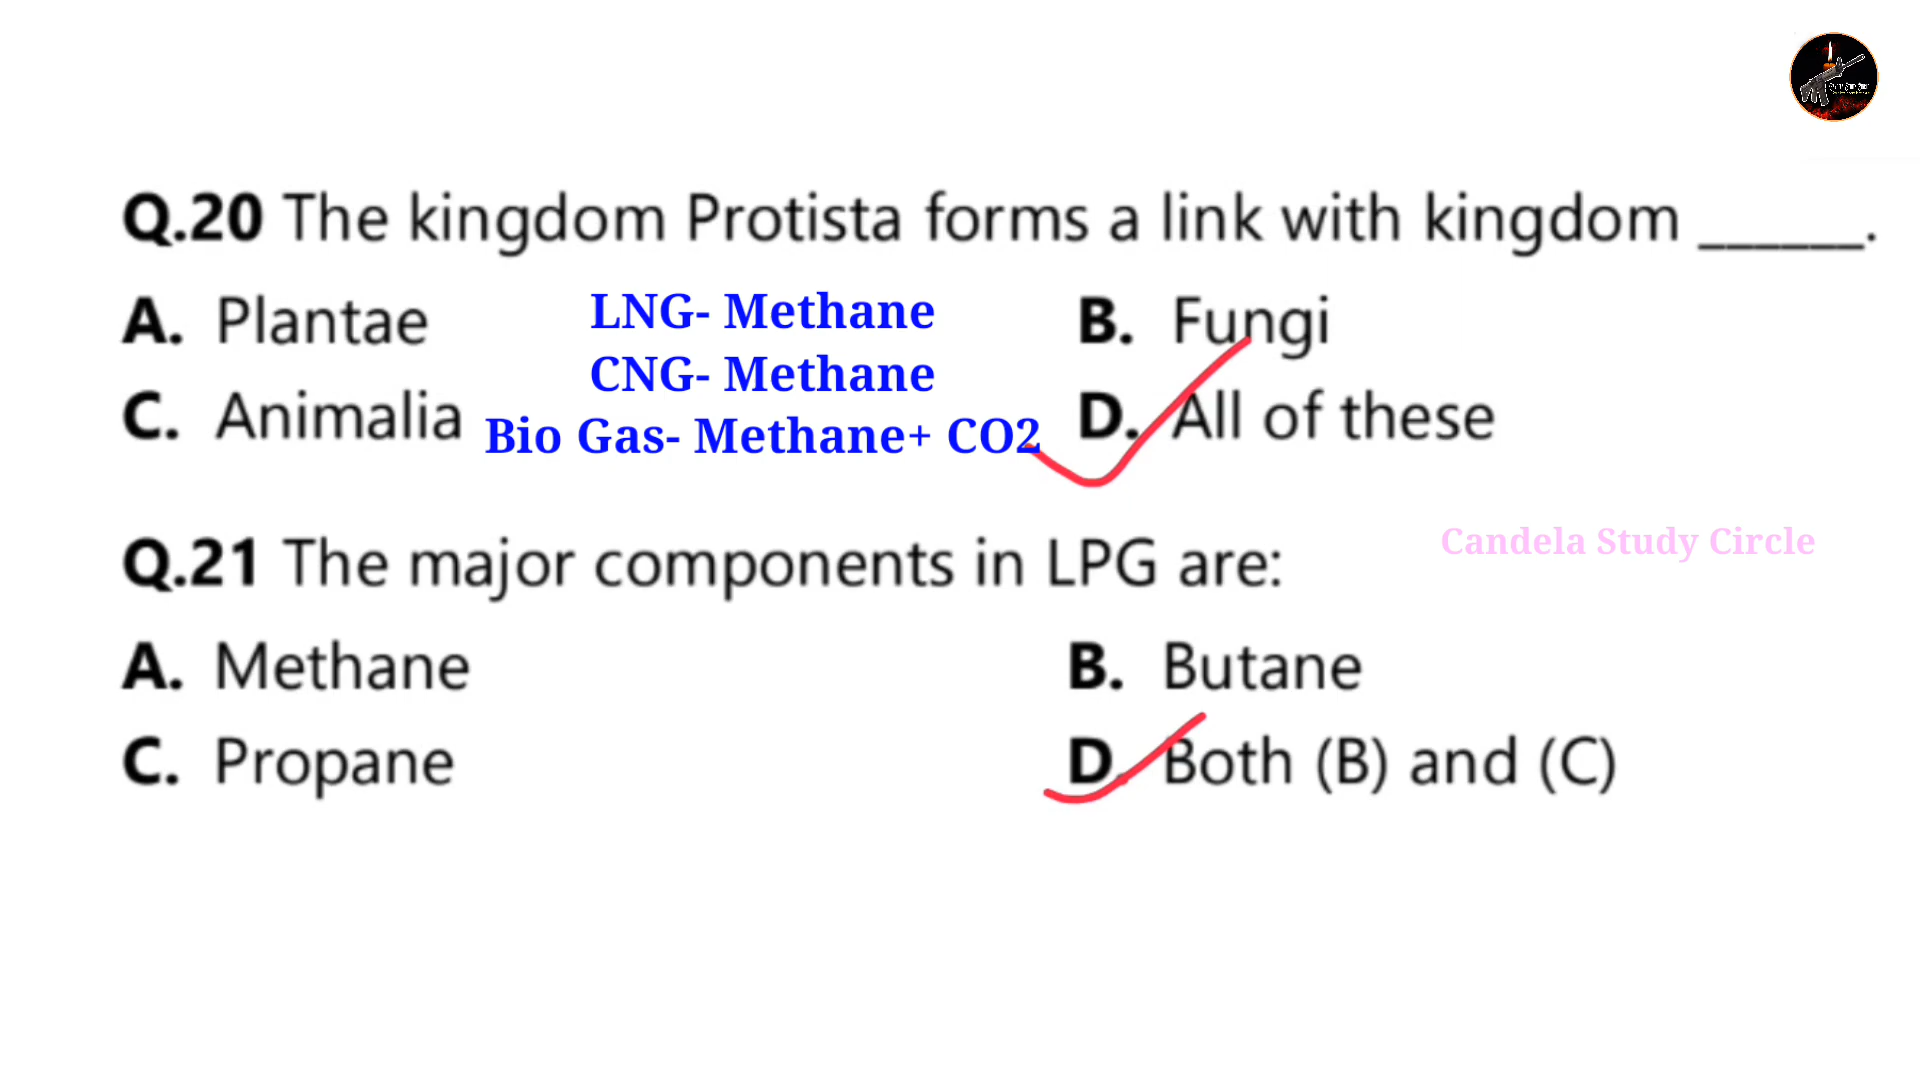 Q.20 The kingdom Protista forms a link with kingdom ______.
A. Plantae
B. Fungi
C. Animalia
D. All of these
LNG- Methane
CNG- Methane
Bio Gas- Methane+ CO2
Candela Study Circle
Q.21 The major components in LPG are:
A. Methane
B. Butane
C. Propane
D. Both (B) and (C)